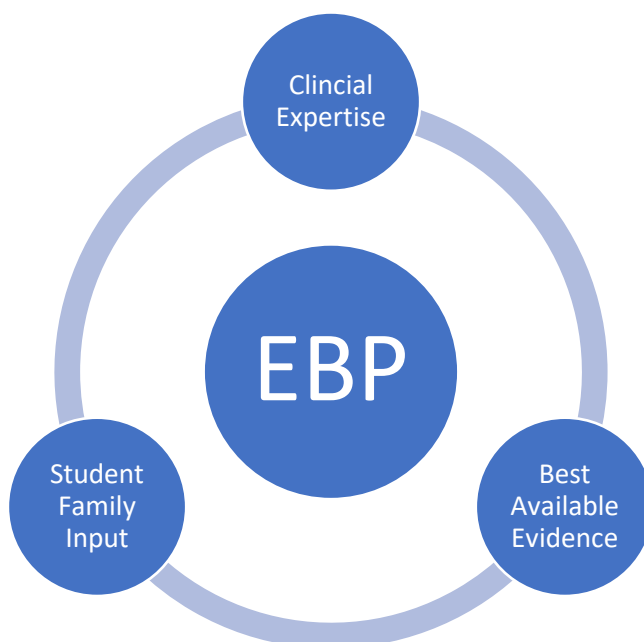 Clincial
Expertise
EBP
Student
Family
Input
Best
Available
Evidence